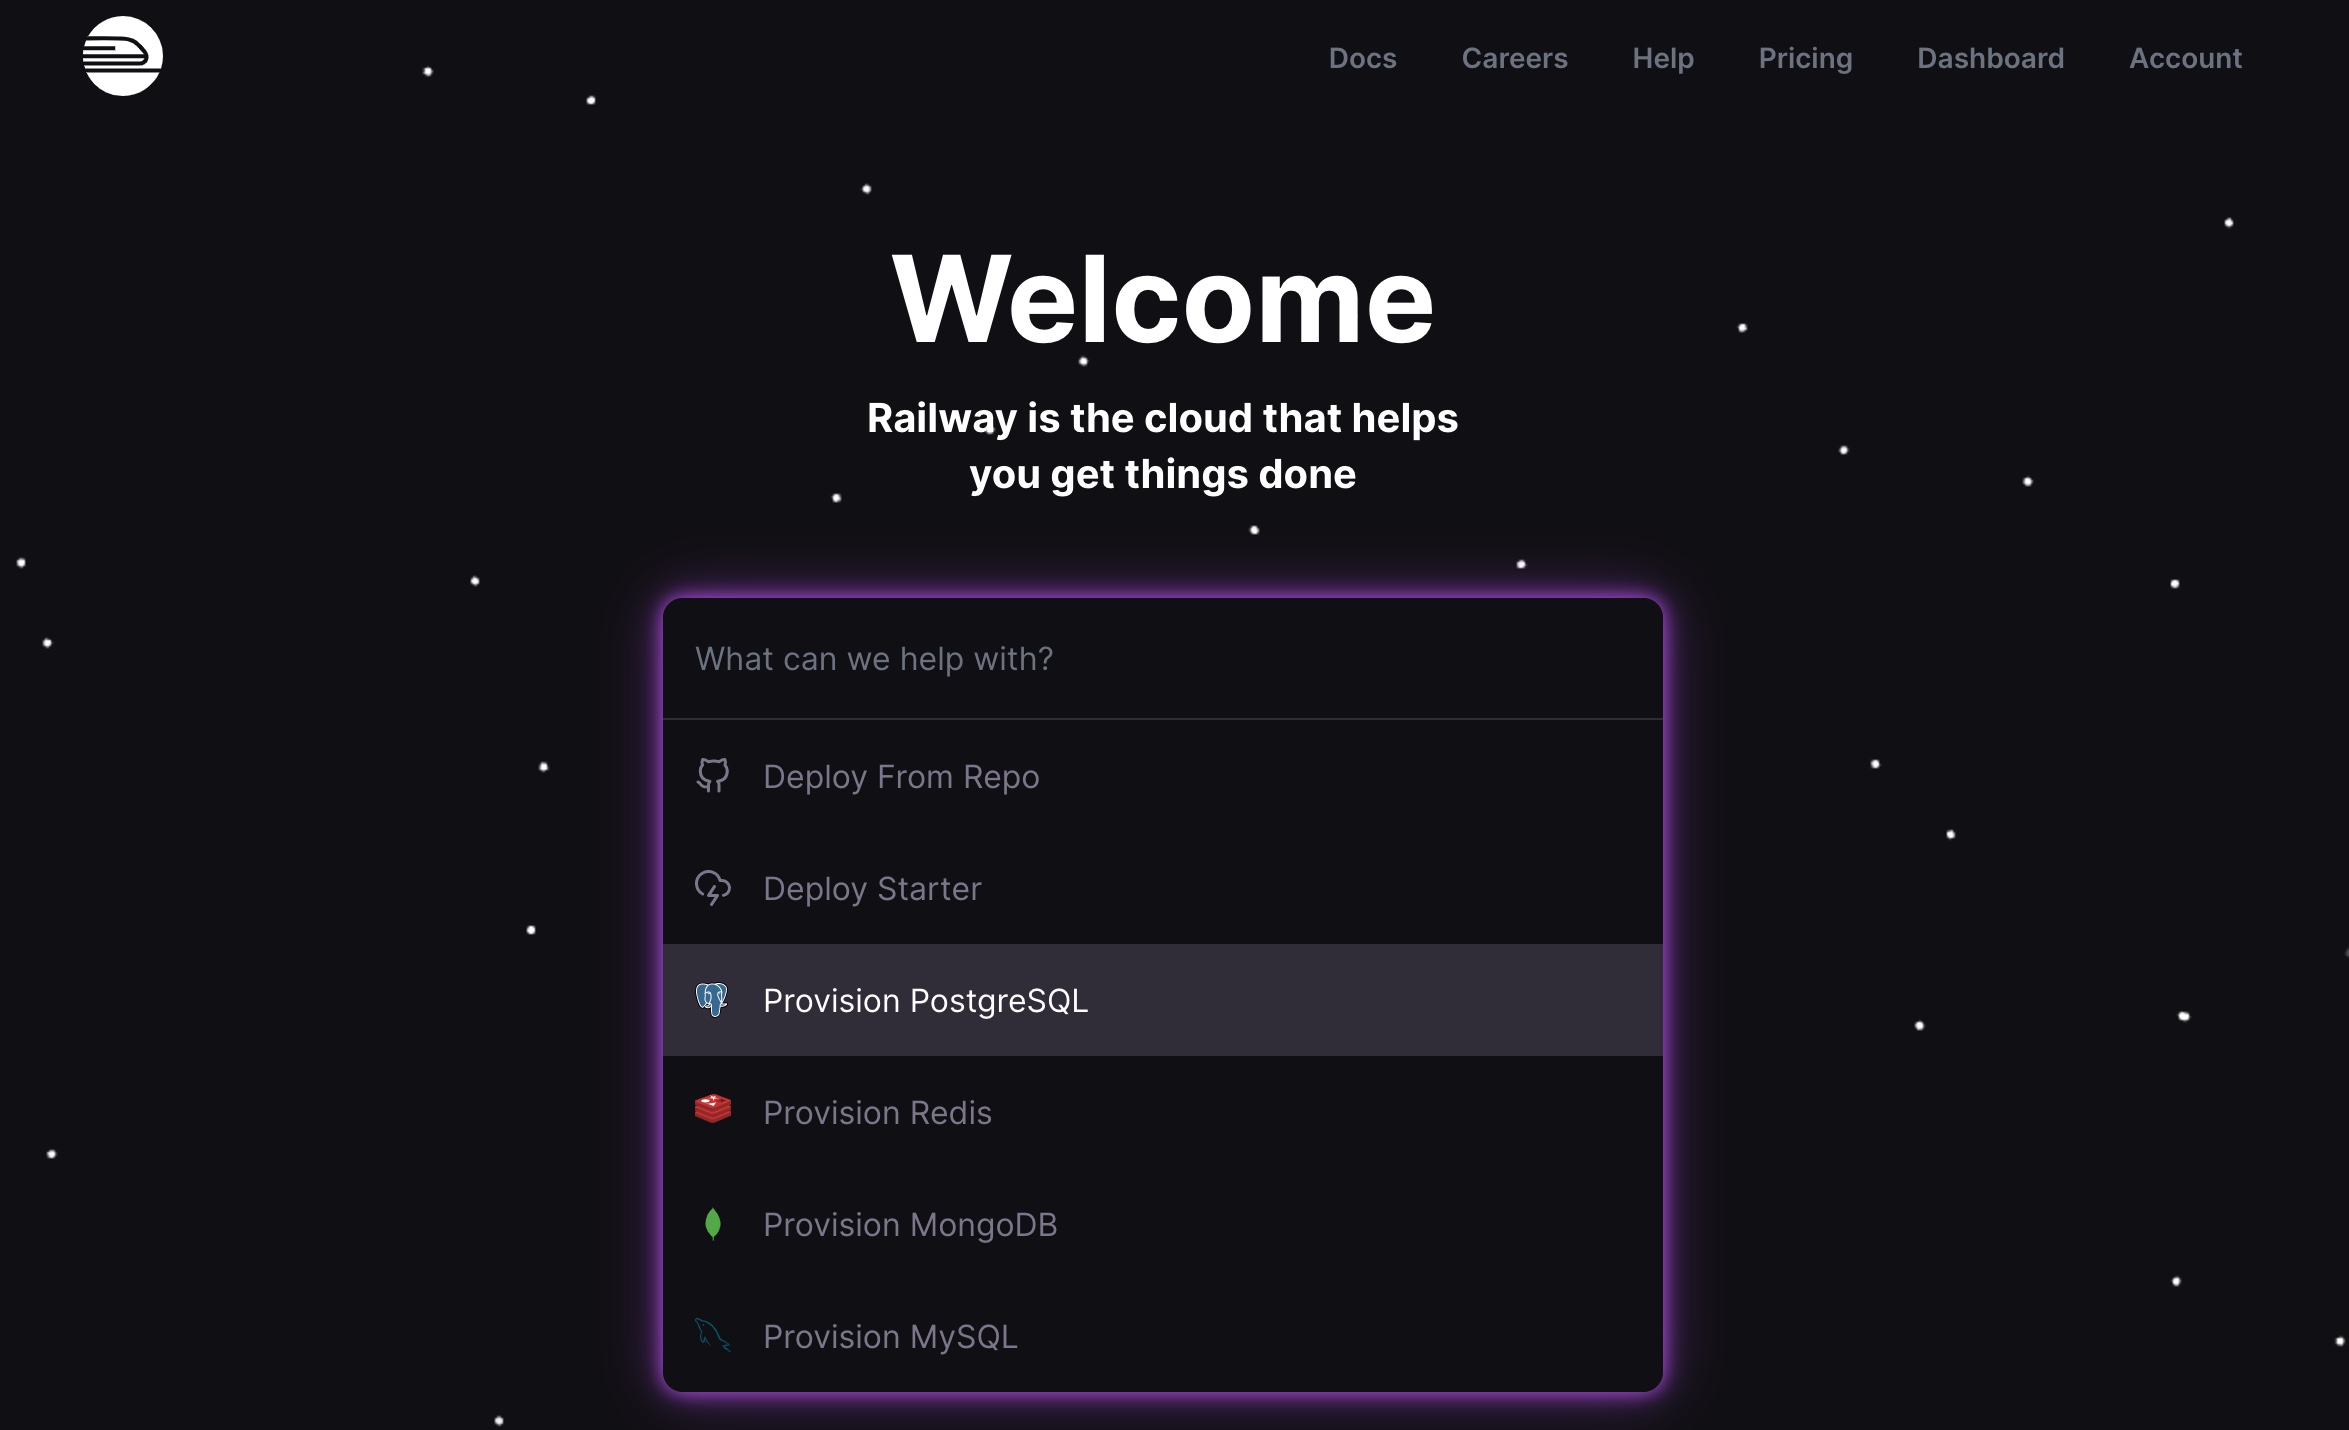 Docs Careers Help Pricing Dashboard Account
Welcome
Railway is the cloud that helps
you get things done
What can we help with?
Deploy From Repo
Deploy Starter
Provision PostgreSQL
Provision Redis
Provision MongoDB
Provision MySQL